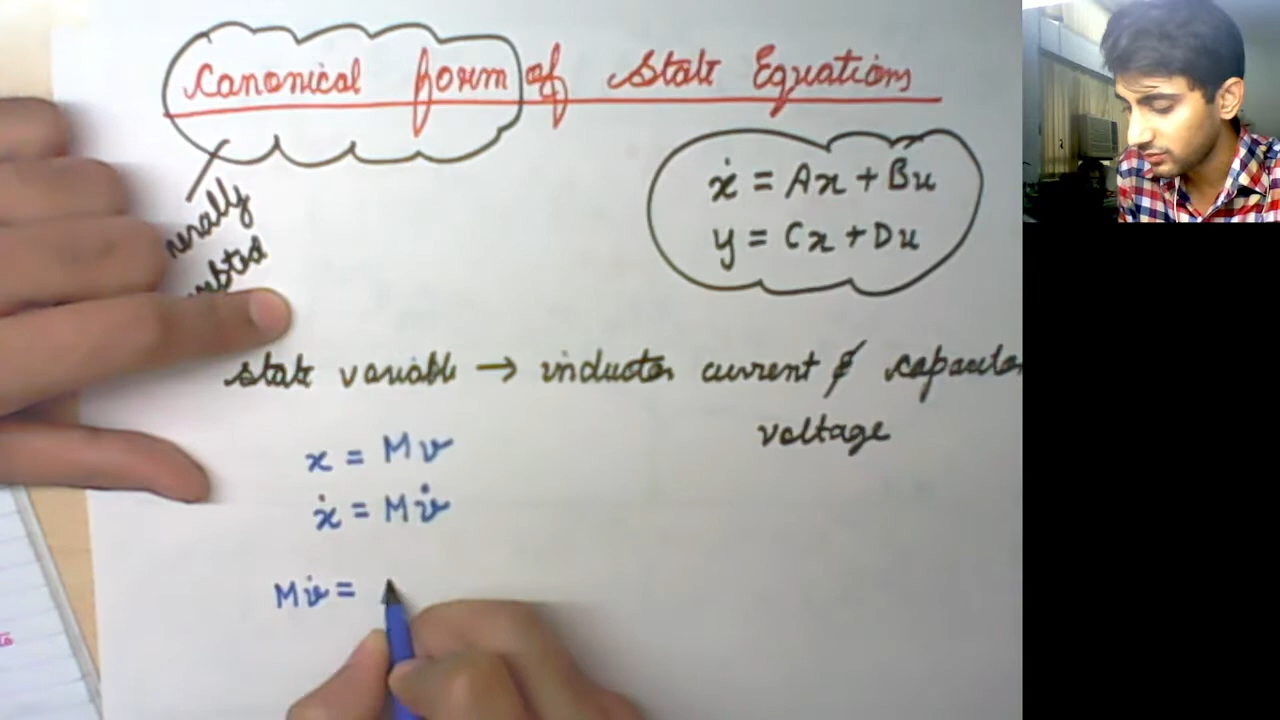 Canonical form of State Equations
ẋ = Ax + Bu
y = Cx + Du
state variable → inductor current & capacitor
voltage
x = Mv
ẋ = Mv̇
Mv̇ =